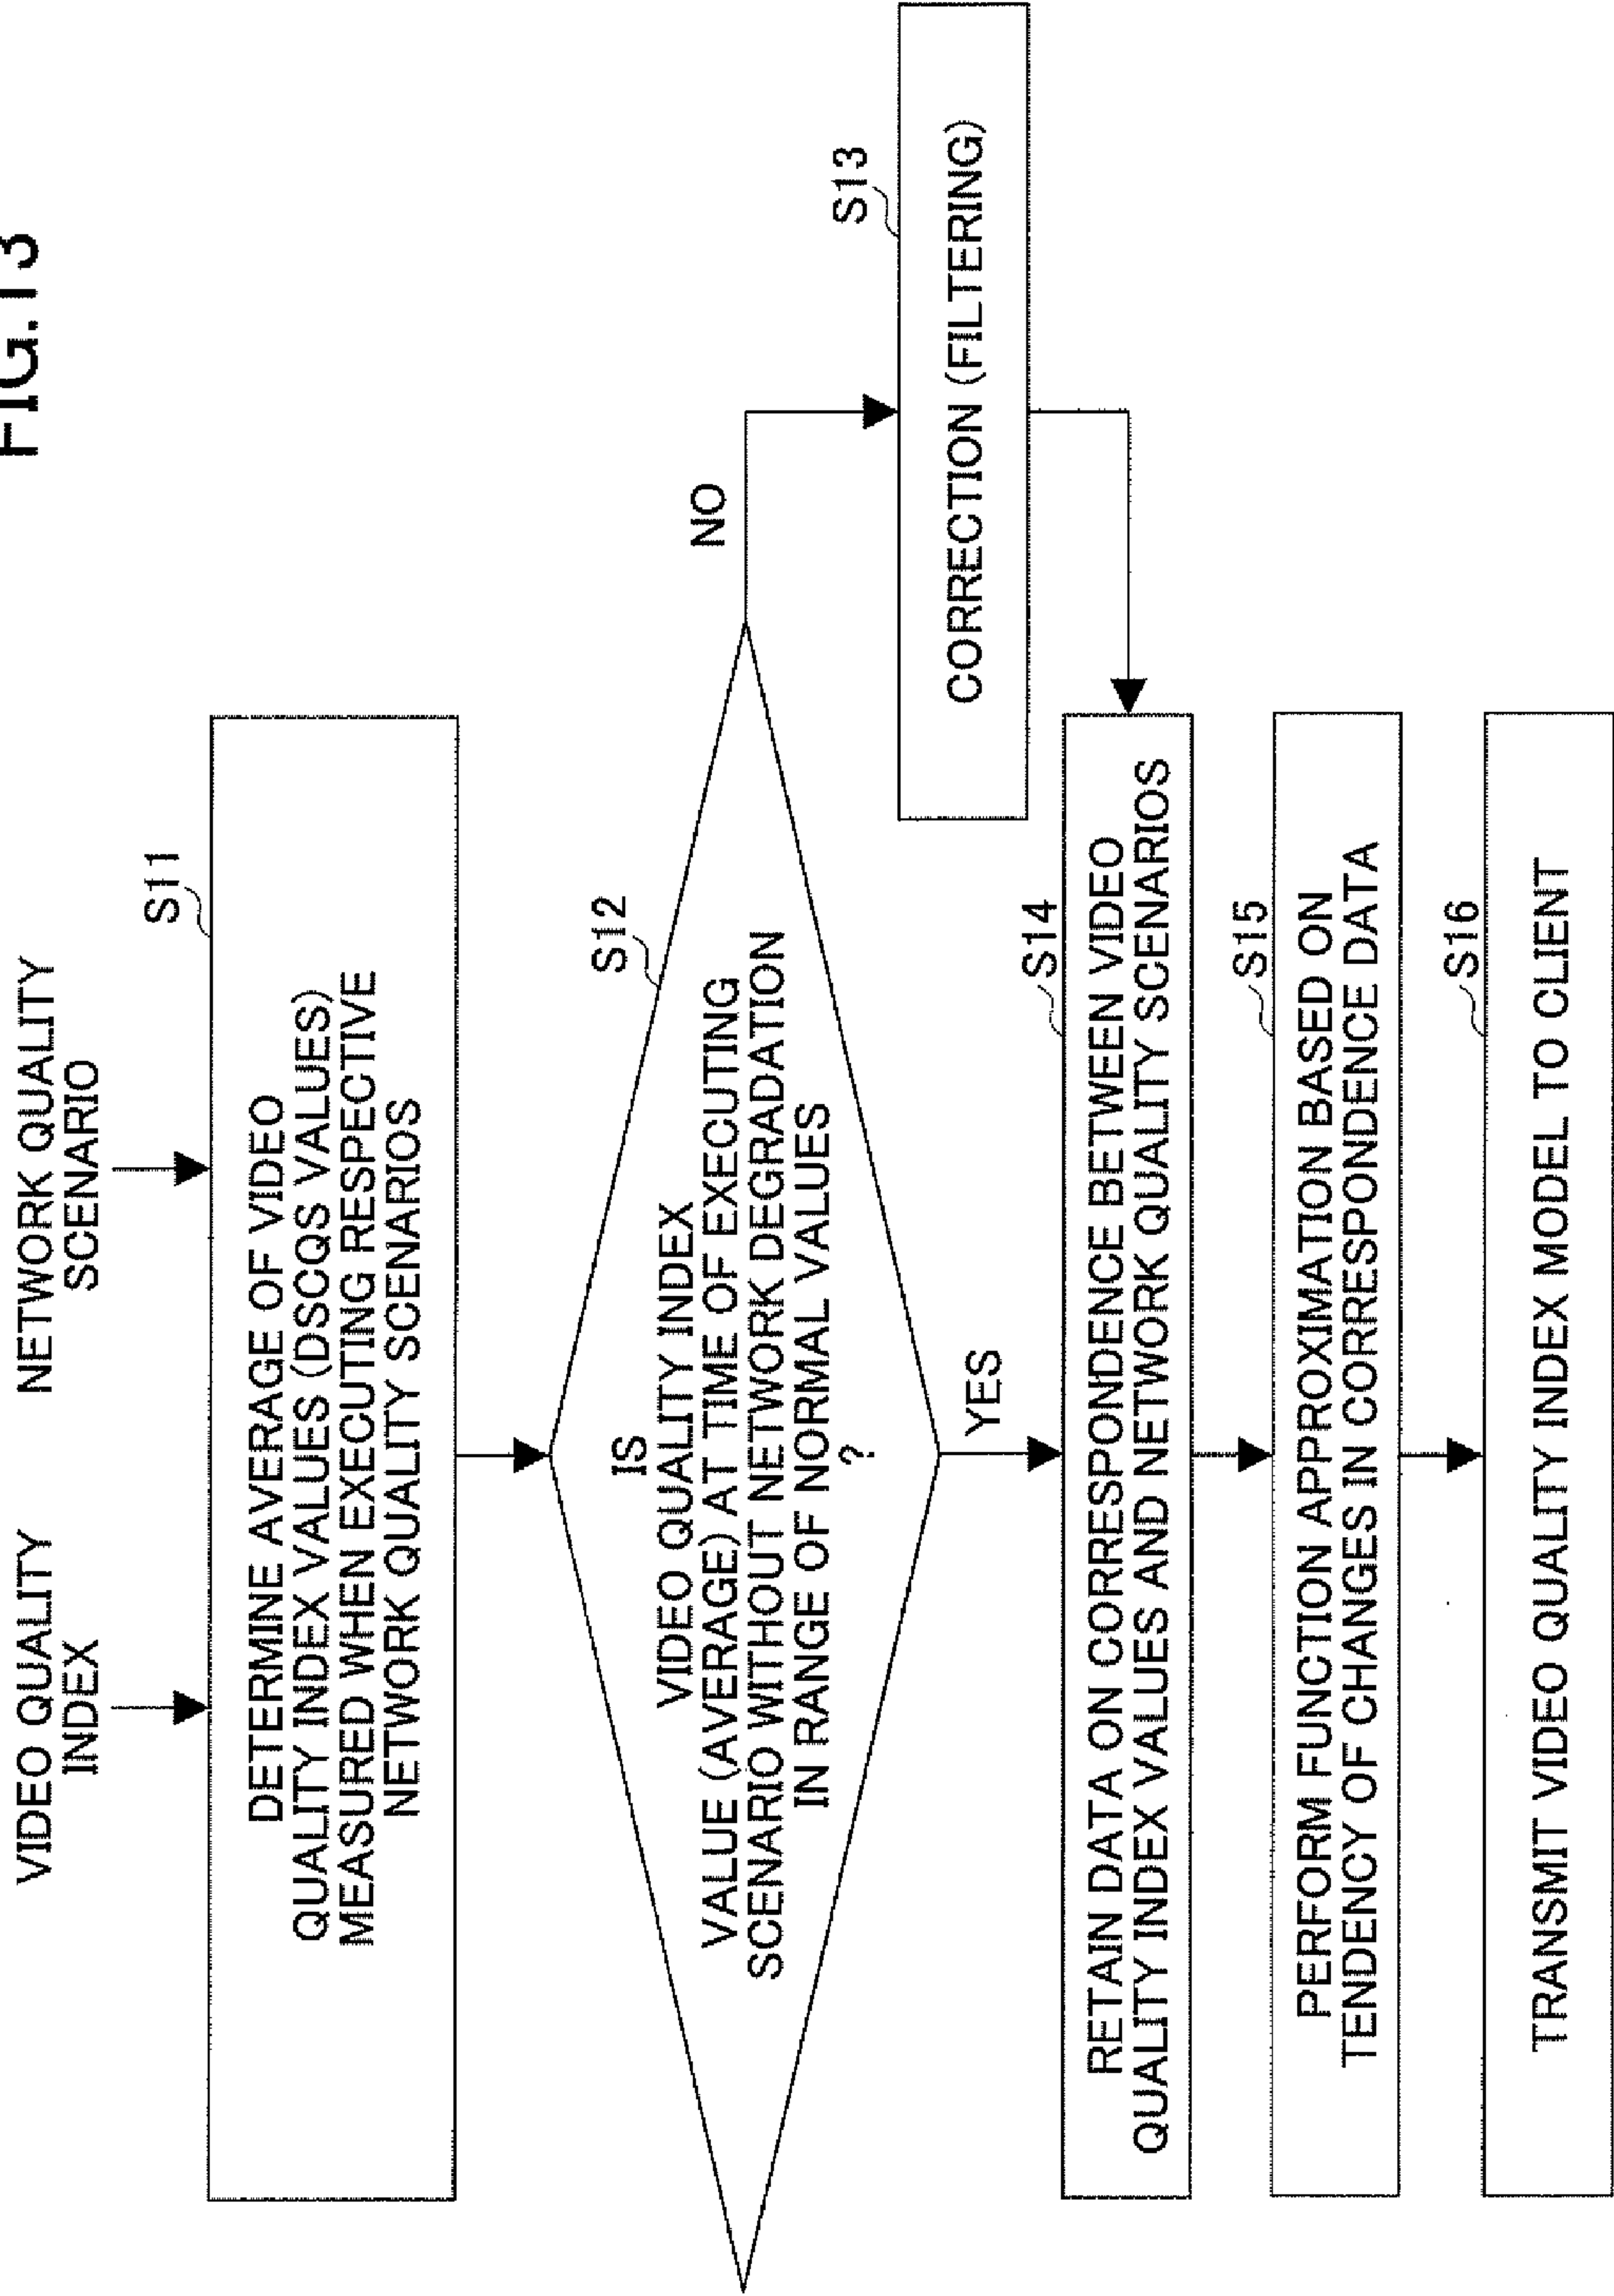 FIG.13
VIDEO QUALITY
INDEX
NETWORK QUALITY
SCENARIO
S11
DETERMINE AVERAGE OF VIDEO
QUALITY INDEX VALUES (DSCQS VALUES)
MEASURED WHEN EXECUTING RESPECTIVE
NETWORK QUALITY SCENARIOS
S12
IS
VIDEO QUALITY INDEX
VALUE (AVERAGE) AT TIME OF EXECUTING
SCENARIO WITHOUT NETWORK DEGRADATION
IN RANGE OF NORMAL VALUES
?
NO
YES
S13
CORRECTION (FILTERING)
S14
RETAIN DATA ON CORRESPONDENCE BETWEEN VIDEO
QUALITY INDEX VALUES AND NETWORK QUALITY SCENARIOS
S15
PERFORM FUNCTION APPROXIMATION BASED ON
TENDENCY OF CHANGES IN CORRESPONDENCE DATA
S16
TRANSMIT VIDEO QUALITY INDEX MODEL TO CLIENT